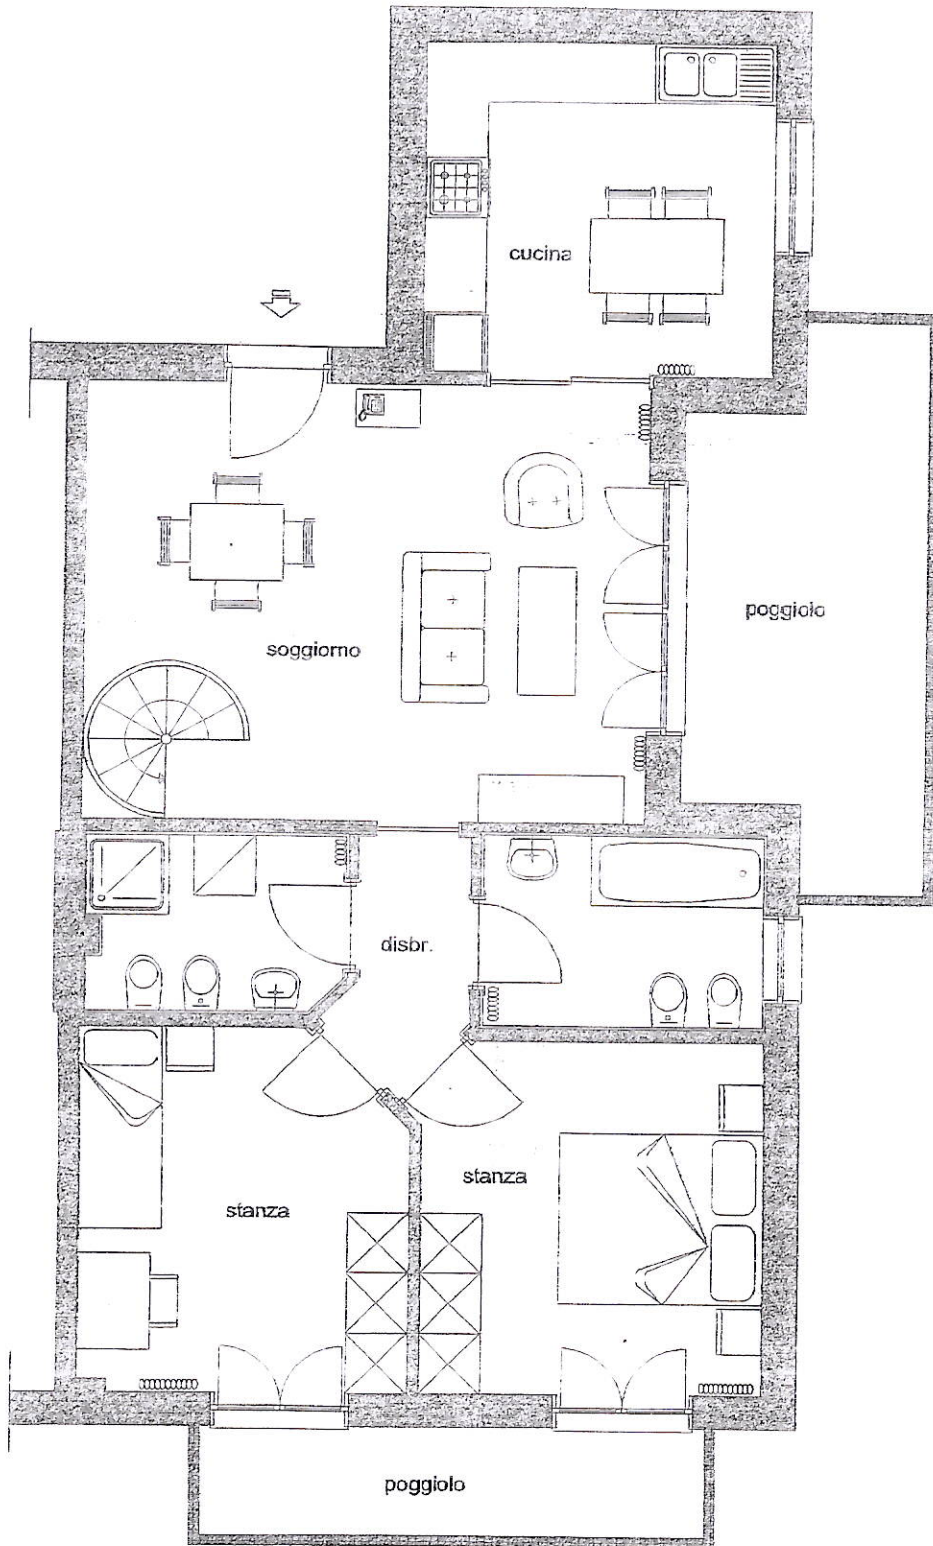 cucina
poggiolo
soggiorno
disbr.
stanza
stanza
poggiolo